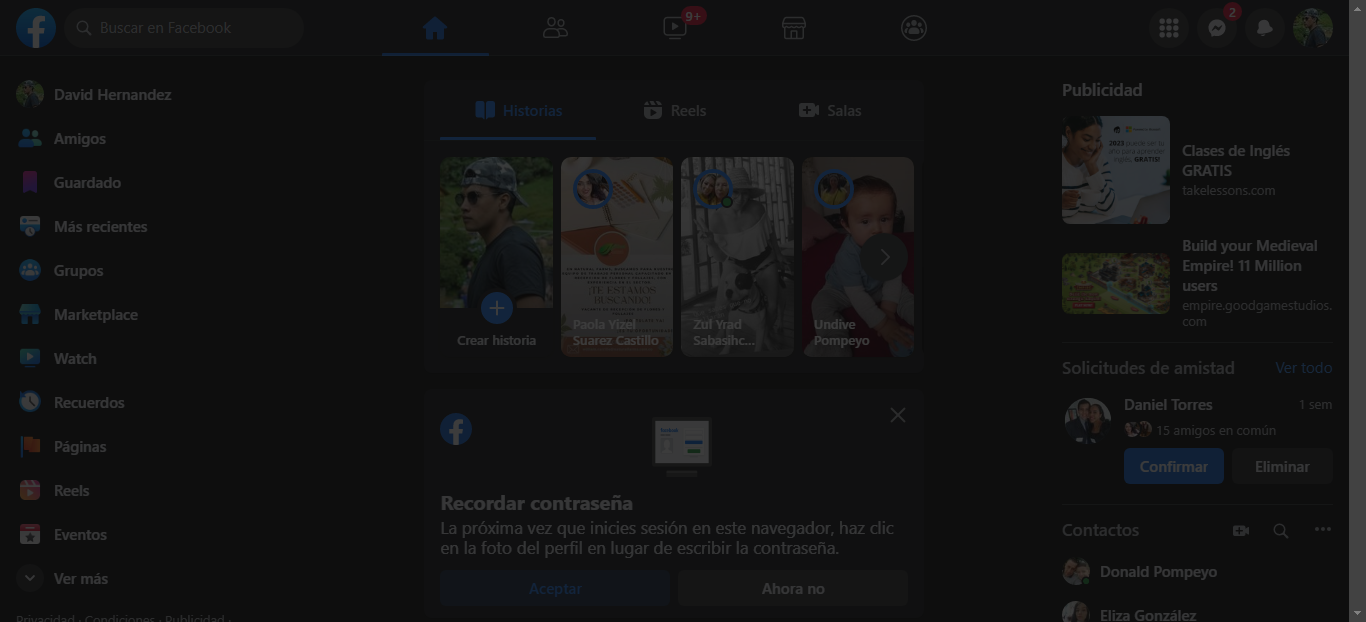 Buscar en Facebook
9+
2
David Hernandez
Amigos
Guardado
Más recientes
Grupos
Marketplace
Watch
Recuerdos
Páginas
Reels
Eventos
Ver más
Privacidad · Condiciones · Publicidad ·
Historias
Reels
Salas
Crear historia
¡TE ESTAMOS
BUSCANDO!
Paola Yizel
Suarez Castillo
Zul Yrad
Sabasihc...
Undive
Pompeyo
Recordar contraseña
La próxima vez que inicies sesión en este navegador, haz clic
en la foto del perfil en lugar de escribir la contraseña.
Aceptar
Ahora no
Publicidad
Clases de Inglés
GRATIS
takelessons.com
Build your Medieval
Empire! 11 Million
users
empire.goodgamestudios.
com
Solicitudes de amistad
Ver todo
Daniel Torres
1 sem
15 amigos en común
Confirmar
Eliminar
Contactos
Donald Pompeyo
Eliza González